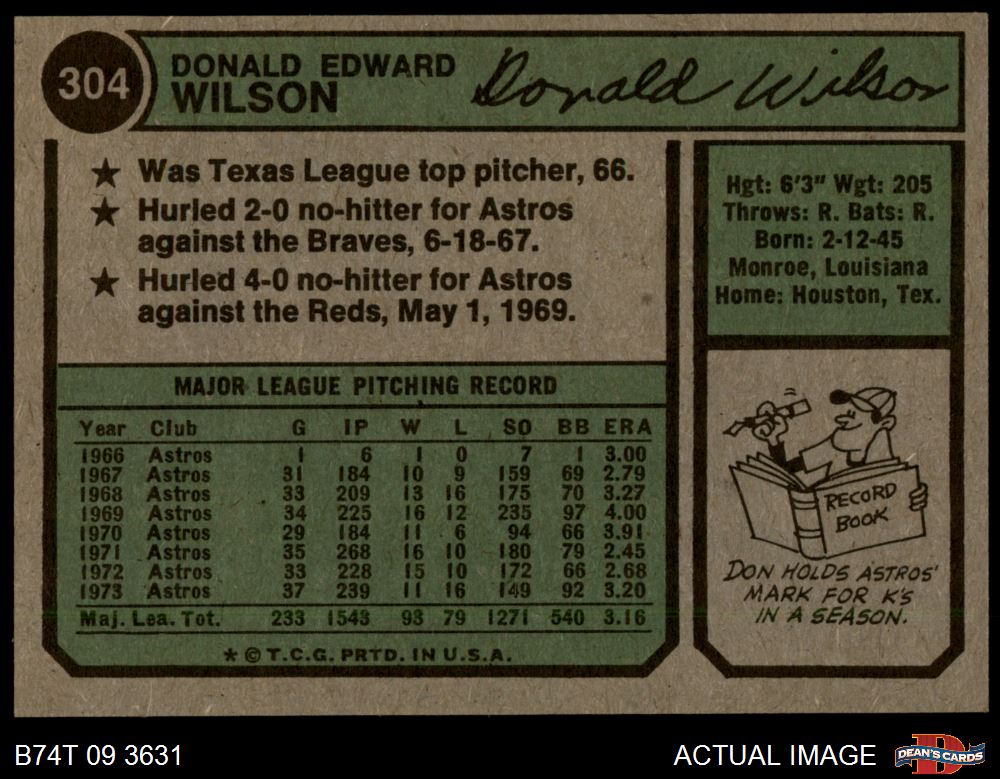 304
DONALD EDWARD
WILSON
Donald Wilson
★ Was Texas League top pitcher, 66.
★ Hurled 2-0 no-hitter for Astros
against the Braves, 6-18-67.
★ Hurled 4-0 no-hitter for Astros
against the Reds, May 1, 1969.
Hgt: 6'3" Wgt: 205
Throws: R. Bats: R.
Born: 2-12-45
Monroe, Louisiana
Home: Houston, Tex.
MAJOR LEAGUE PITCHING RECORD
Year Club G IP W L SO BB ERA
1966 Astros 1 6 1 0 7 1 3.00
1967 Astros 31 184 10 9 159 69 2.79
1968 Astros 33 209 13 16 175 70 3.27
1969 Astros 34 225 16 12 235 97 4.00
1970 Astros 29 184 11 6 94 66 3.91
1971 Astros 35 268 16 10 180 79 2.45
1972 Astros 33 228 15 10 172 66 2.68
1973 Astros 37 239 11 16 149 92 3.20
Maj. Lea. Tot. 233 1543 93 79 1271 540 3.16
★ © T.C.G. PRTD. IN U.S.A.
RECORD
BOOK
DON HOLDS ASTROS'
MARK FOR K'S
IN A SEASON.
B74T 09 3631
ACTUAL IMAGE
D
DEAN'S CARDS